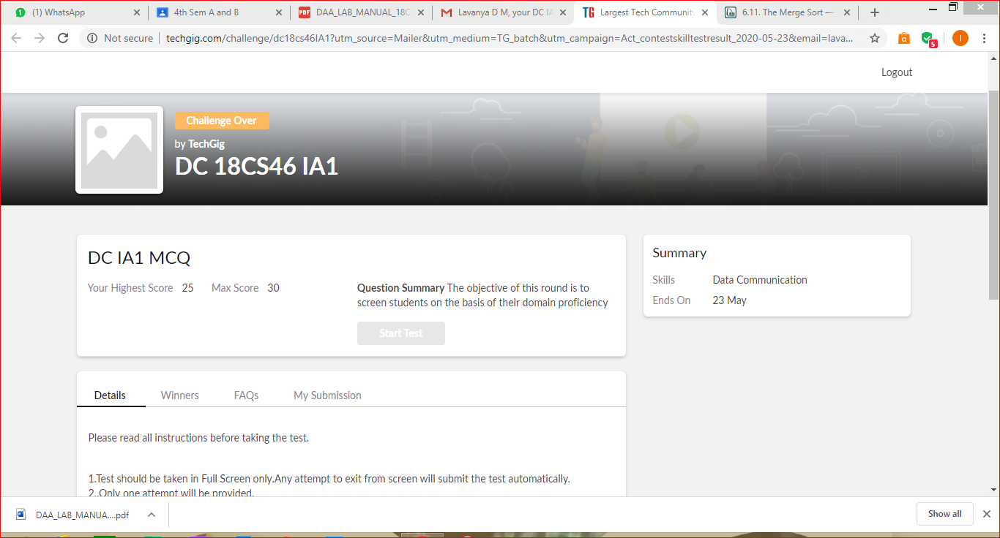 (1) WhatsApp
4th Sem A and B
DAA_LAB_MANUAL_18C
Lavanya D M, your DC IA
TG Largest Tech Community
6.11. The Merge Sort —
Not secure
techgig.com/challenge/dc18cs46IA1?utm_source=Mailer&utm_medium=TG_batch&utm_campaign=Act_contestskilltestresult_2020-05-23&email=lava...
5
I
Logout
Challenge Over
by TechGig
DC 18CS46 IA1
DC IA1 MCQ
Your Highest Score 25 Max Score 30
Question Summary The objective of this round is to
screen students on the basis of their domain proficiency
Start Test
Summary
Skills Data Communication
Ends On 23 May
Details Winners FAQs My Submission
Please read all instructions before taking the test.
1.Test should be taken in Full Screen only.Any attempt to exit from screen will submit the test automatically.
2..Only one attempt will be provided.
DAA_LAB_MANUA....pdf
Show all